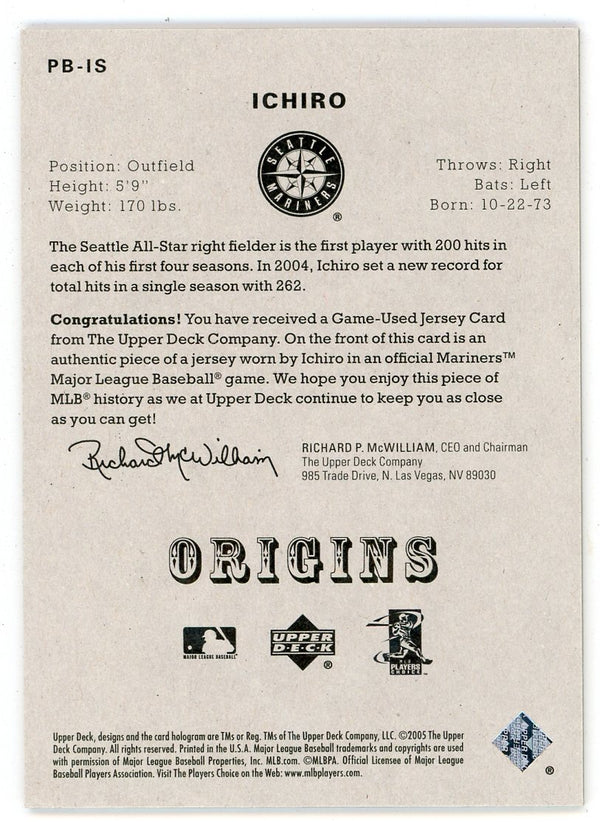 PB-IS
ICHIRO
Position: Outfield
Height: 5'9"
Weight: 170 lbs.
SEATTLE
MARINERS
®
Throws: Right
Bats: Left
Born: 10-22-73
The Seattle All-Star right fielder is the first player with 200 hits in
each of his first four seasons. In 2004, Ichiro set a new record for
total hits in a single season with 262.
Congratulations! You have received a Game-Used Jersey Card
from The Upper Deck Company. On the front of this card is an
authentic piece of a jersey worn by Ichiro in an official Mariners™
Major League Baseball® game. We hope you enjoy this piece of
MLB® history as we at Upper Deck continue to keep you as close
as you can get!
Richard McWilliam
RICHARD P. McWILLIAM, CEO and Chairman
The Upper Deck Company
985 Trade Drive, N. Las Vegas, NV 89030
ORIGINS
MAJOR LEAGUE BASEBALL
UPPER
D·E·C·K
®
MLB
PLAYERS
CHOICE
Upper Deck, designs and the card hologram are TMs or Reg. TMs of The Upper Deck Company, LLC. ©2005 The Upper
Deck Company. All rights reserved. Printed in the U.S.A. Major League Baseball trademarks and copyrights are used
with permission of Major League Baseball Properties, Inc. MLB.com. ©MLBPA. Official Licensee of Major League
Baseball Players Association. Visit The Players Choice on the Web: www.mlbplayers.com.
®